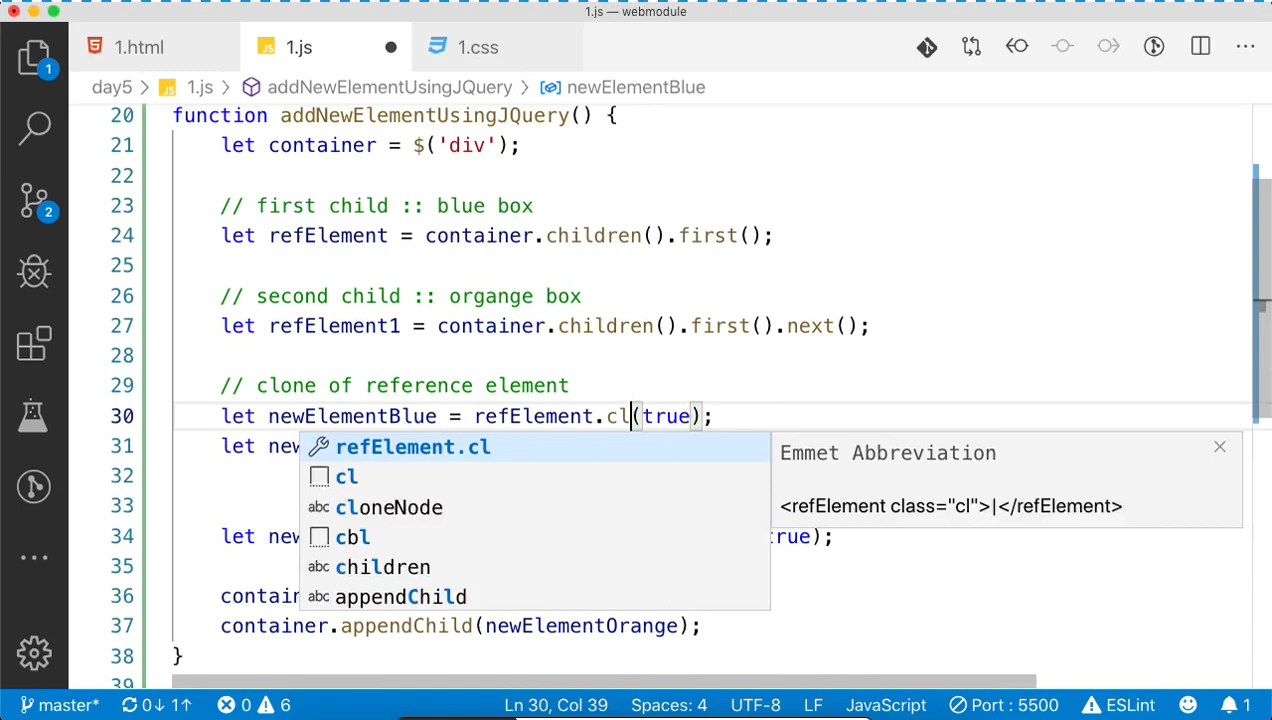 1.js — webmodule
1.html
1.js
1.css
day5 > 1.js > addNewElementUsingJQuery > newElementBlue
20 function addNewElementUsingJQuery() {
21 let container = $('div');
22
23 // first child :: blue box
24 let refElement = container.children().first();
25
26 // second child :: organge box
27 let refElement1 = container.children().first().next();
28
29 // clone of reference element
30 let newElementBlue = refElement.cl(true);
31 let new
refElement.cl
Emmet Abbreviation
32
cl
33
cloneNode
<refElement class="cl">|</refElement>
34 let new
cbl
true);
35
children
36 contain
appendChild
37 container.appendChild(newElementOrange);
38 }
39
1
2
master* 0↓ 1↑ 0 6 Ln 30, Col 39 Spaces: 4 UTF-8 LF JavaScript Port : 5500 ESLint 1